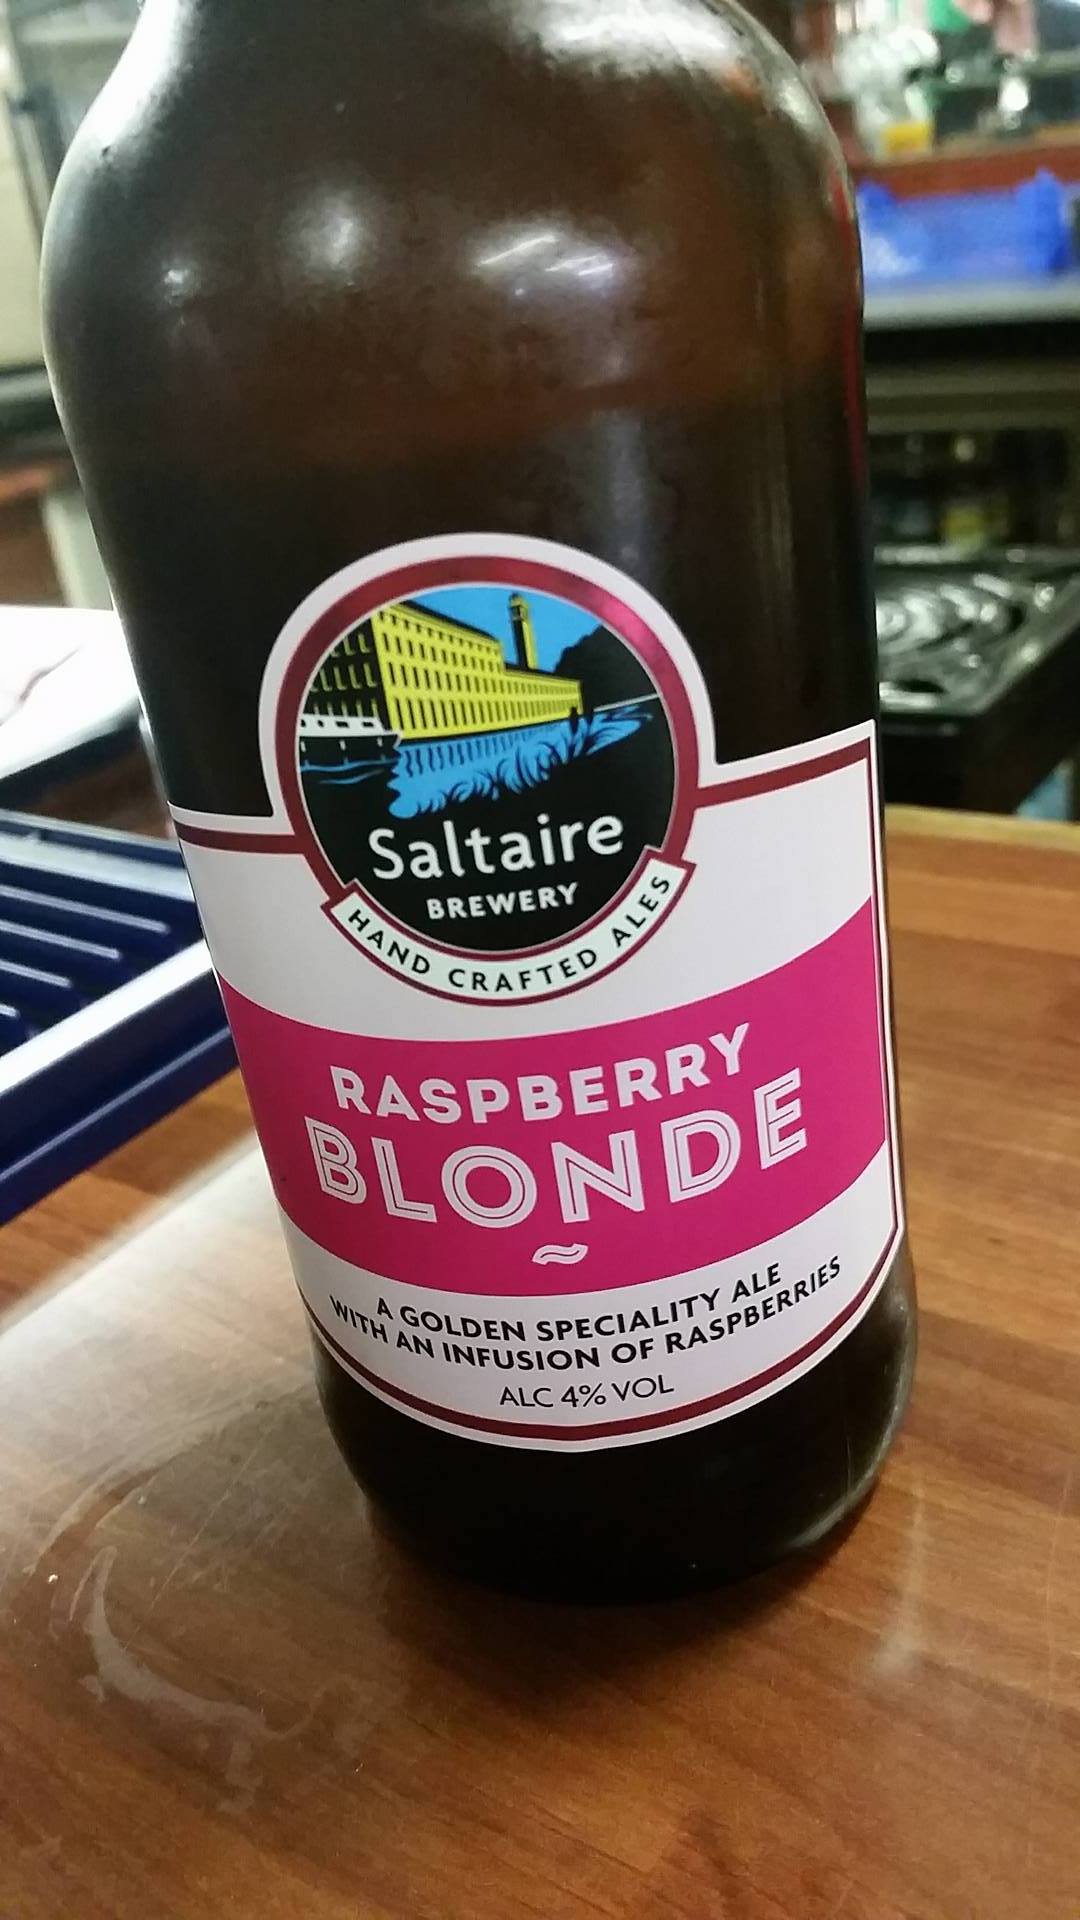 Saltaire
BREWERY
HAND CRAFTED ALES
RASPBERRY
BLONDE
A GOLDEN SPECIALITY ALE
WITH AN INFUSION OF RASPBERRIES
ALC 4% VOL